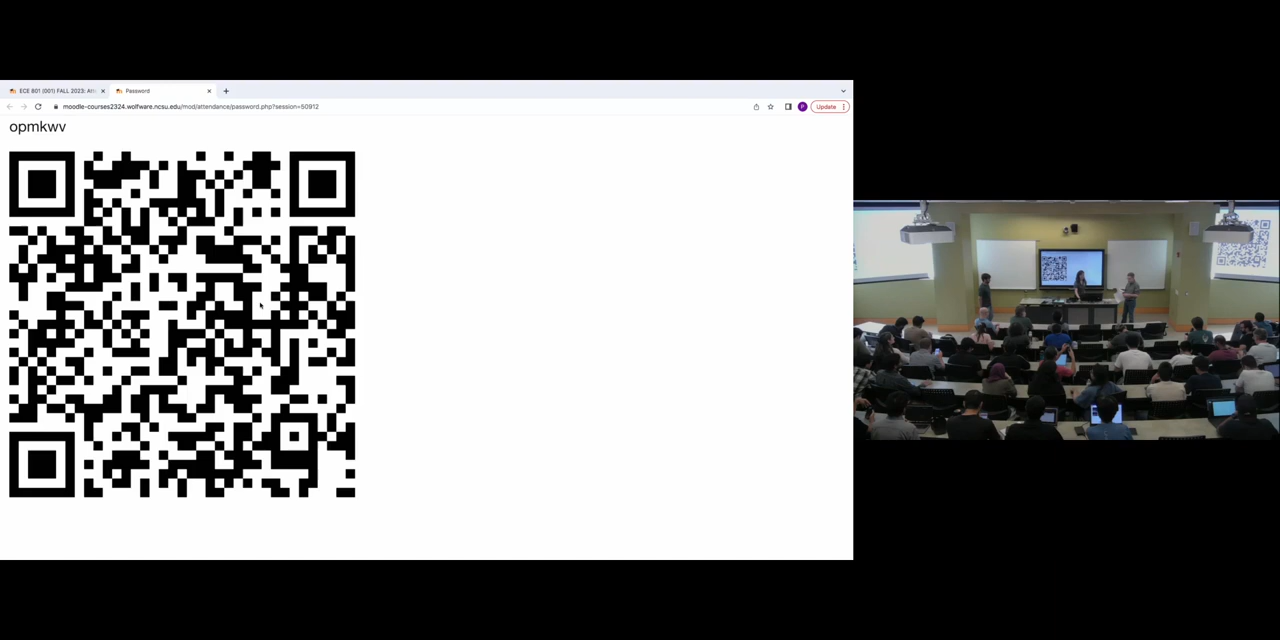 ECE 801 (001) FALL 2023: Att
Password
moodle-courses2324.wolfware.ncsu.edu/mod/attendance/password.php?session=50912
P
Update
opmkwv